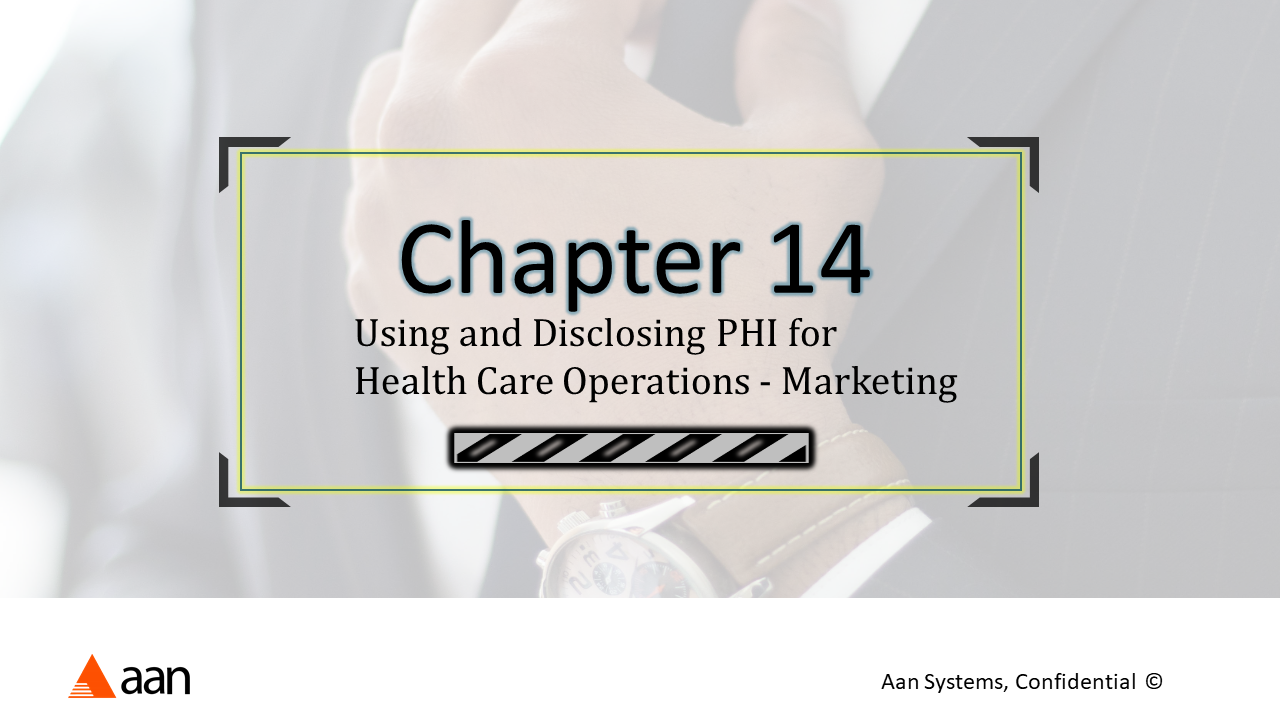 Chapter 14
Using and Disclosing PHI for
Health Care Operations - Marketing
aan
Aan Systems, Confidential ©